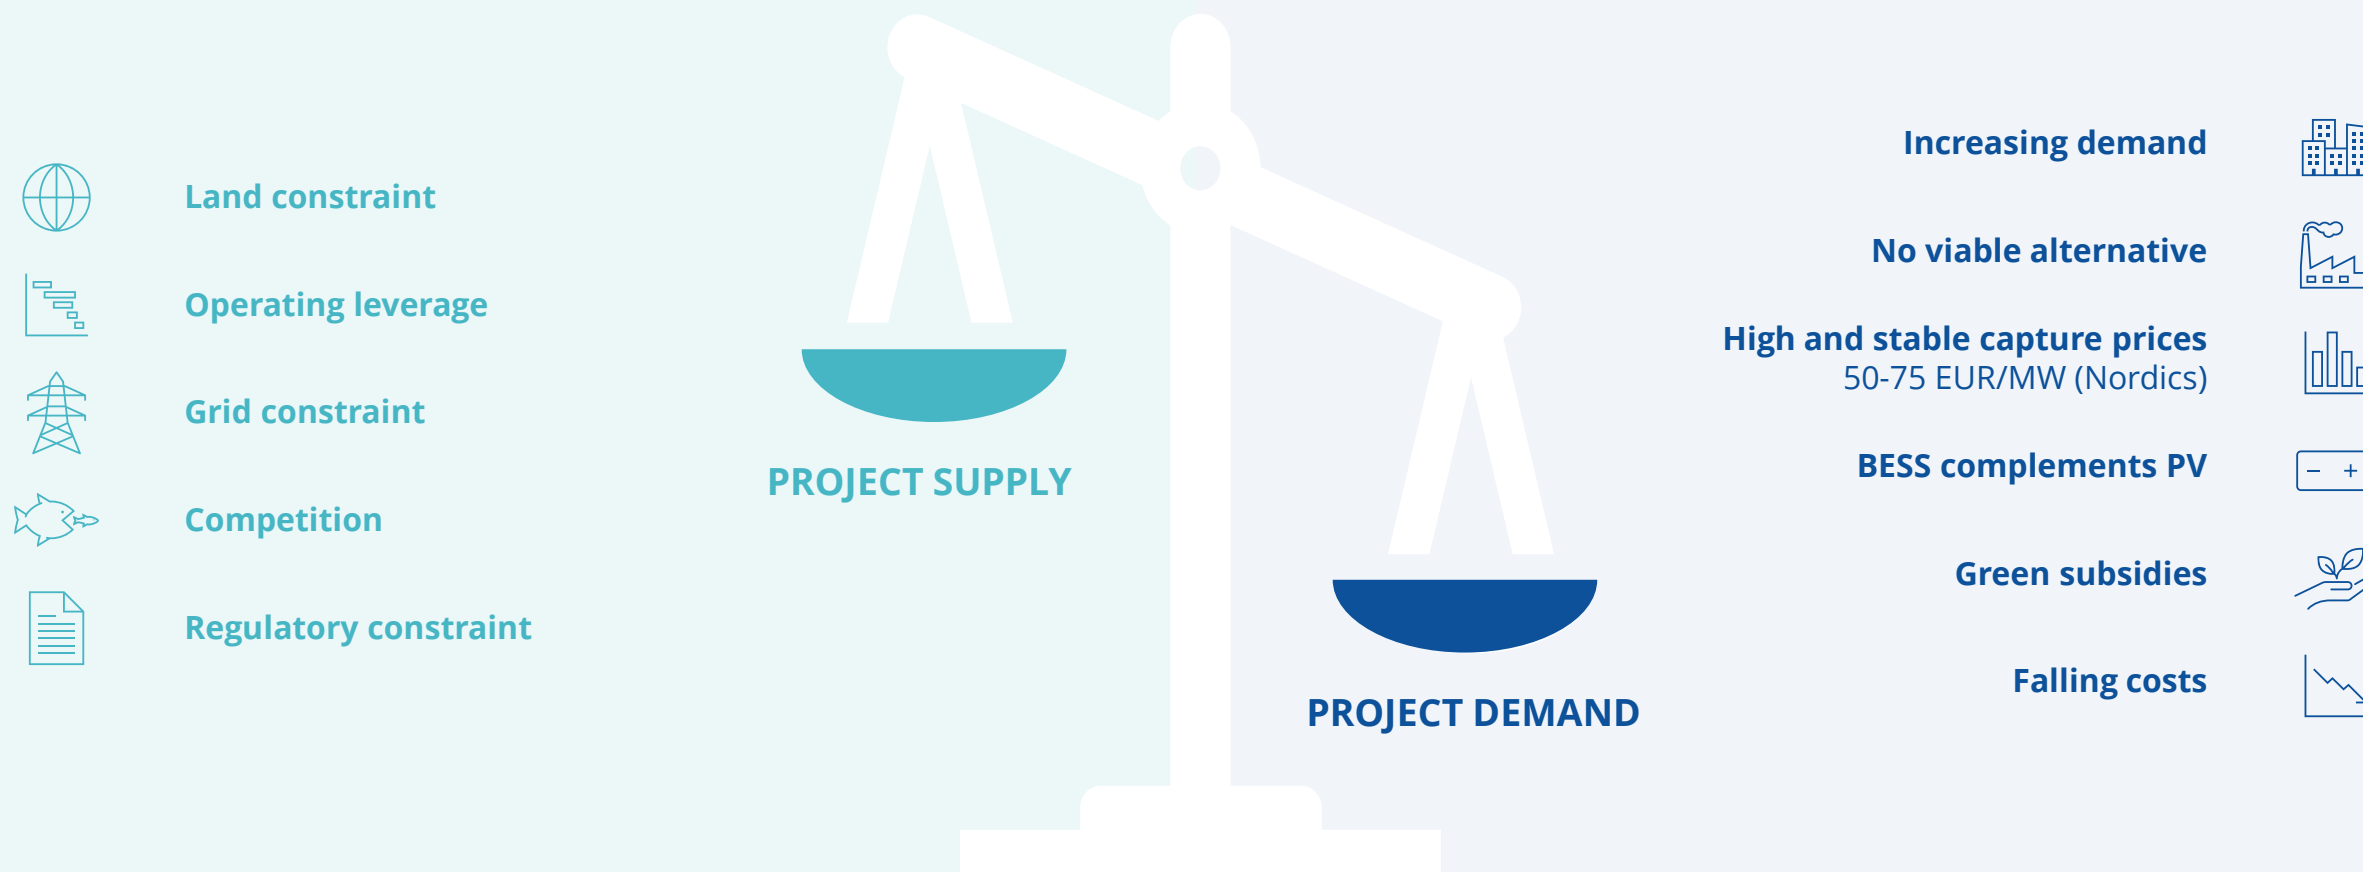 Land constraint
Operating leverage
Grid constraint
Competition
Regulatory constraint
PROJECT SUPPLY
PROJECT DEMAND
Increasing demand
No viable alternative
High and stable capture prices
50-75 EUR/MW (Nordics)
BESS complements PV
Green subsidies
Falling costs